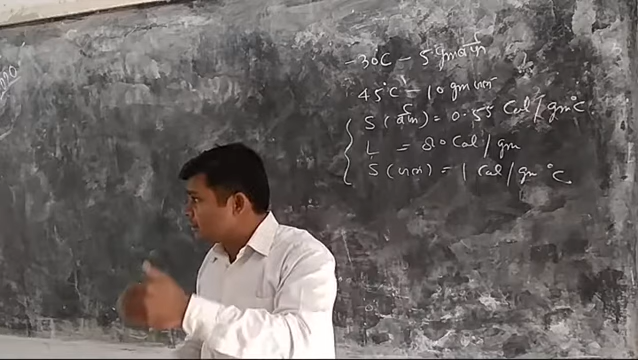 -30°C - 5 gm बर्फ
45°C - 10 gm जल
S (बर्फ) = 0.55 Cal/gm°C
L = 80 Cal/gm
S (जल) = 1 Cal/gm°C